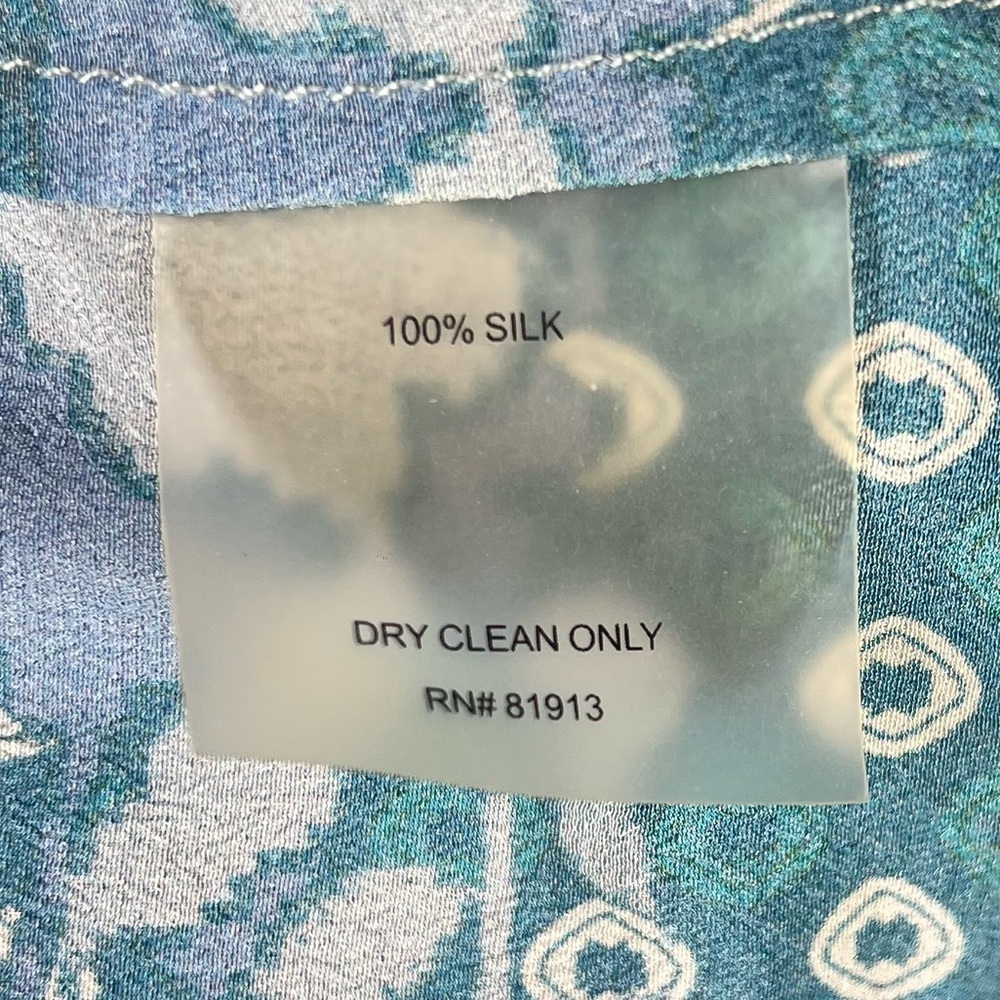 100% SILK
DRY CLEAN ONLY
RN# 81913